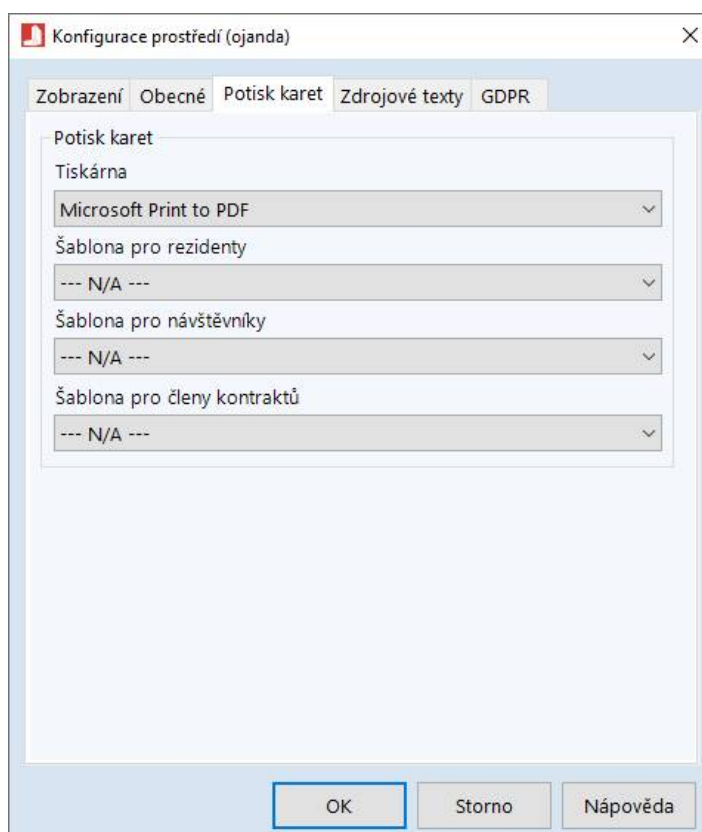 Konfigurace prostředí (ojanda)
Zobrazení Obecné Potisk karet Zdrojové texty GDPR
Potisk karet
Tiskárna
Microsoft Print to PDF
Šablona pro rezidenty
--- N/A ---
Šablona pro návštěvníky
--- N/A ---
Šablona pro členy kontraktů
--- N/A ---
OK Storno Nápověda